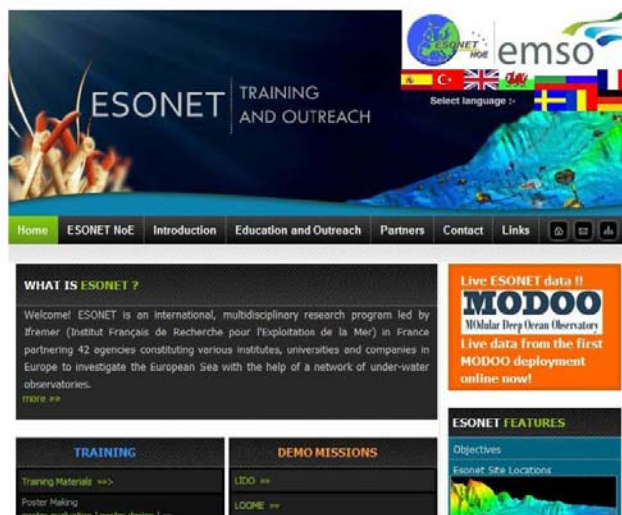 ESONET NOE
emso
ESONET
TRAINING
AND OUTREACH
Select language :-
Home ESONET NoE Introduction Education and Outreach Partners Contact Links
WHAT IS ESONET ?
Welcome! ESONET is an international, multidisciplinary research program led by
Ifremer (Institut Français de Recherche pour l'Exploitation de la Mer) in France
partnering 42 agencies constituting various institutes, universities and companies in
Europe to investigate the European Sea with the help of a network of under-water
observatories.
more »»
Live ESONET data !!
MODOO
MOdular Deep Ocean Observatory
Live data from the first
MODOO deployment
online now!
TRAINING
Training Materials »»>
Poster Making
DEMO MISSIONS
LIDO »»
LOOME »»
ESONET FEATURES
Objectives
Esonet Site Locations